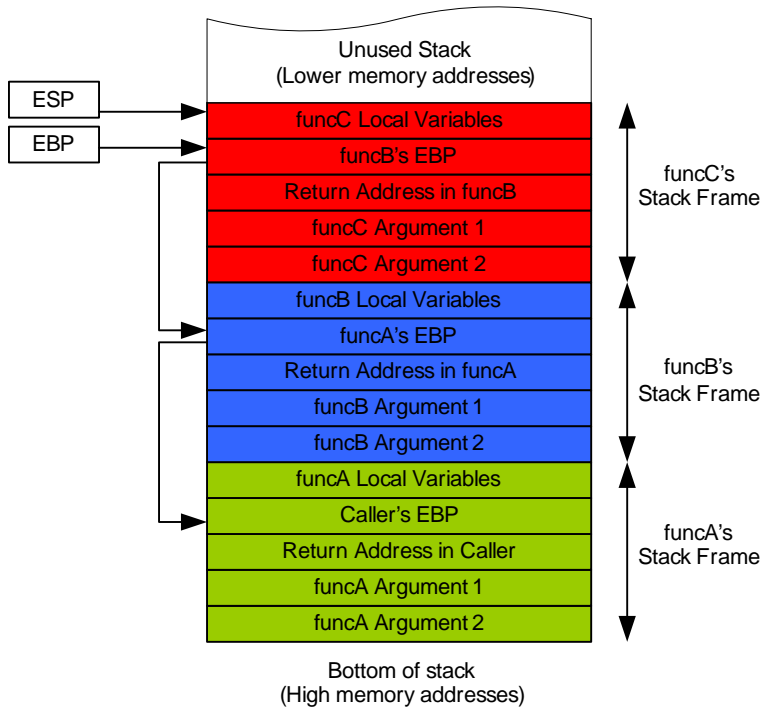 Unused Stack
(Lower memory addresses)
ESP
EBP
funcC Local Variables
funcB's EBP
Return Address in funcB
funcC Argument 1
funcC Argument 2
funcC's
Stack Frame
funcB Local Variables
funcA's EBP
Return Address in funcA
funcB Argument 1
funcB Argument 2
funcB's
Stack Frame
funcA Local Variables
Caller's EBP
Return Address in Caller
funcA Argument 1
funcA Argument 2
funcA's
Stack Frame
Bottom of stack
(High memory addresses)